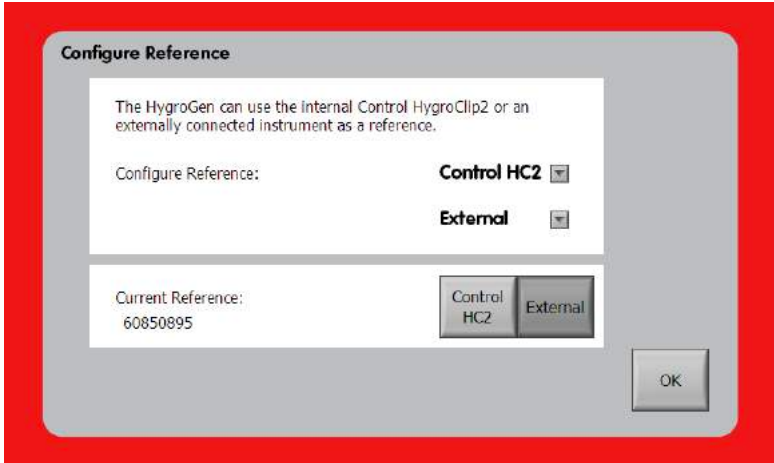 Configure Reference
The HygroGen can use the internal Control HygroClip2 or an
externally connected instrument as a reference.
Configure Reference:
Control HC2
External
Current Reference:
60850895
Control
HC2
External
OK